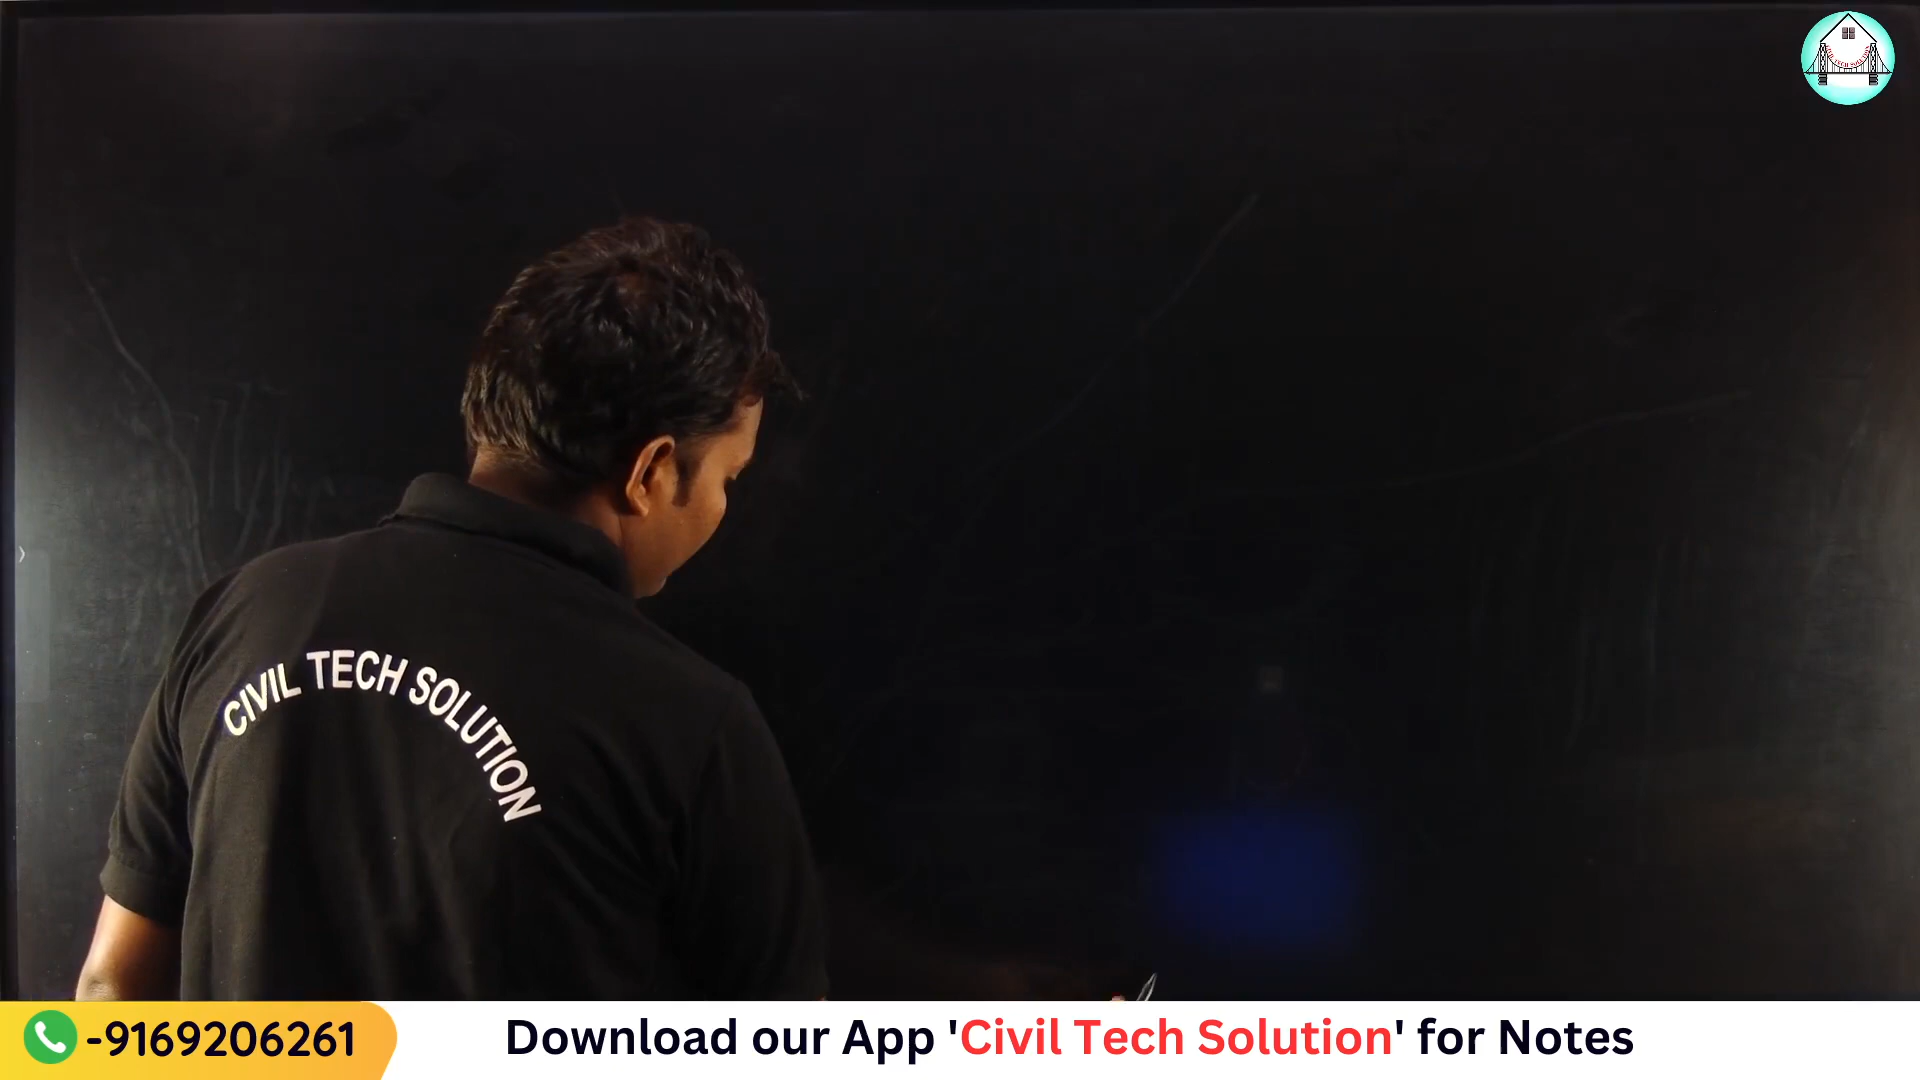 CIVIL TECH SOLUTION
-9169206261
Download our App 'Civil Tech Solution' for Notes